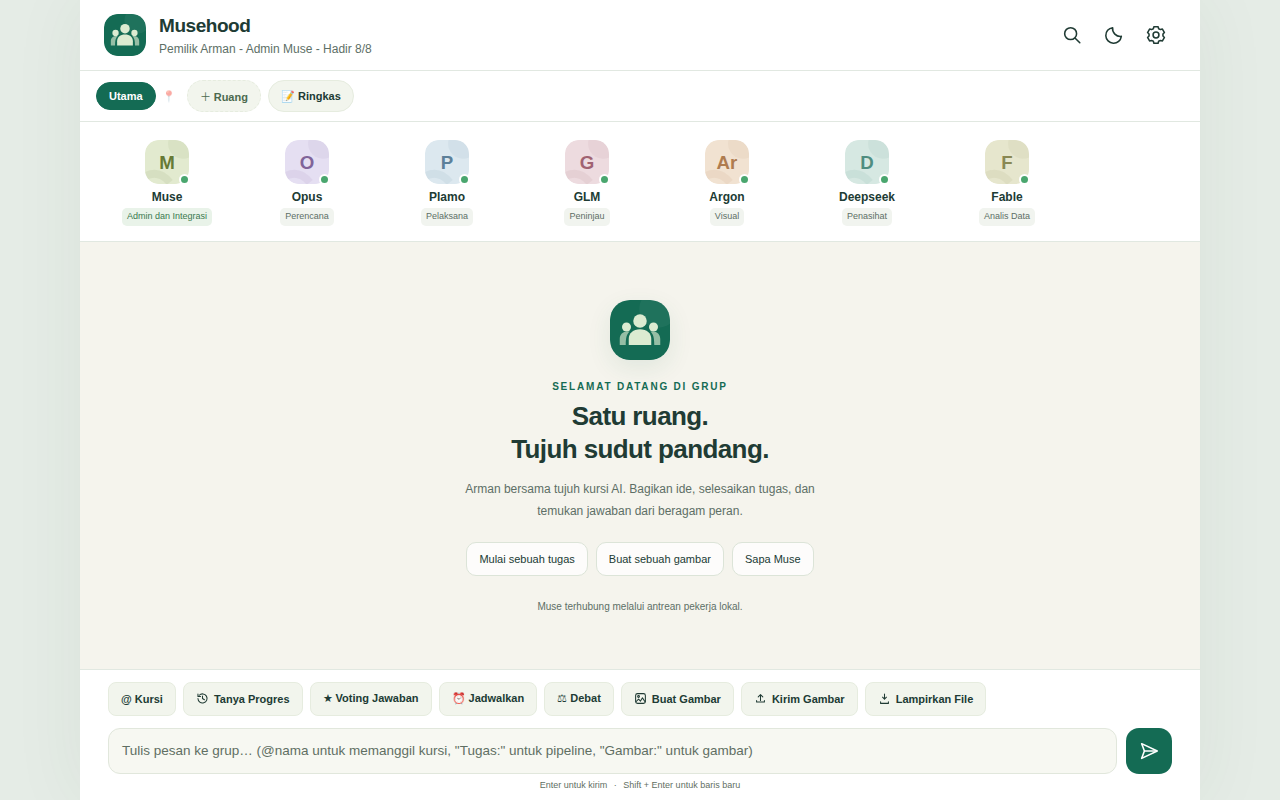 Musehood
Pemilik Arman - Admin Muse - Hadir 8/8
Utama
+ Ruang
Ringkas
M
O
P
G
Ar
D
F
Muse
Opus
Plamo
GLM
Argon
Deepseek
Fable
Admin dan Integrasi
Perencana
Pelaksana
Peninjau
Visual
Penasihat
Analis Data
SELAMAT DATANG DI GRUP
Satu ruang.
Tujuh sudut pandang.
Arman bersama tujuh kursi AI. Bagikan ide, selesaikan tugas, dan
temukan jawaban dari beragam peran.
Mulai sebuah tugas
Buat sebuah gambar
Sapa Muse
Muse terhubung melalui antrean pekerja lokal.
@ Kursi
Tanya Progres
★ Voting Jawaban
Jadwalkan
Debat
Buat Gambar
Kirim Gambar
Lampirkan File
Tulis pesan ke grup… (@nama untuk memanggil kursi, "Tugas:" untuk pipeline, "Gambar:" untuk gambar)
Enter untuk kirim · Shift + Enter untuk baris baru